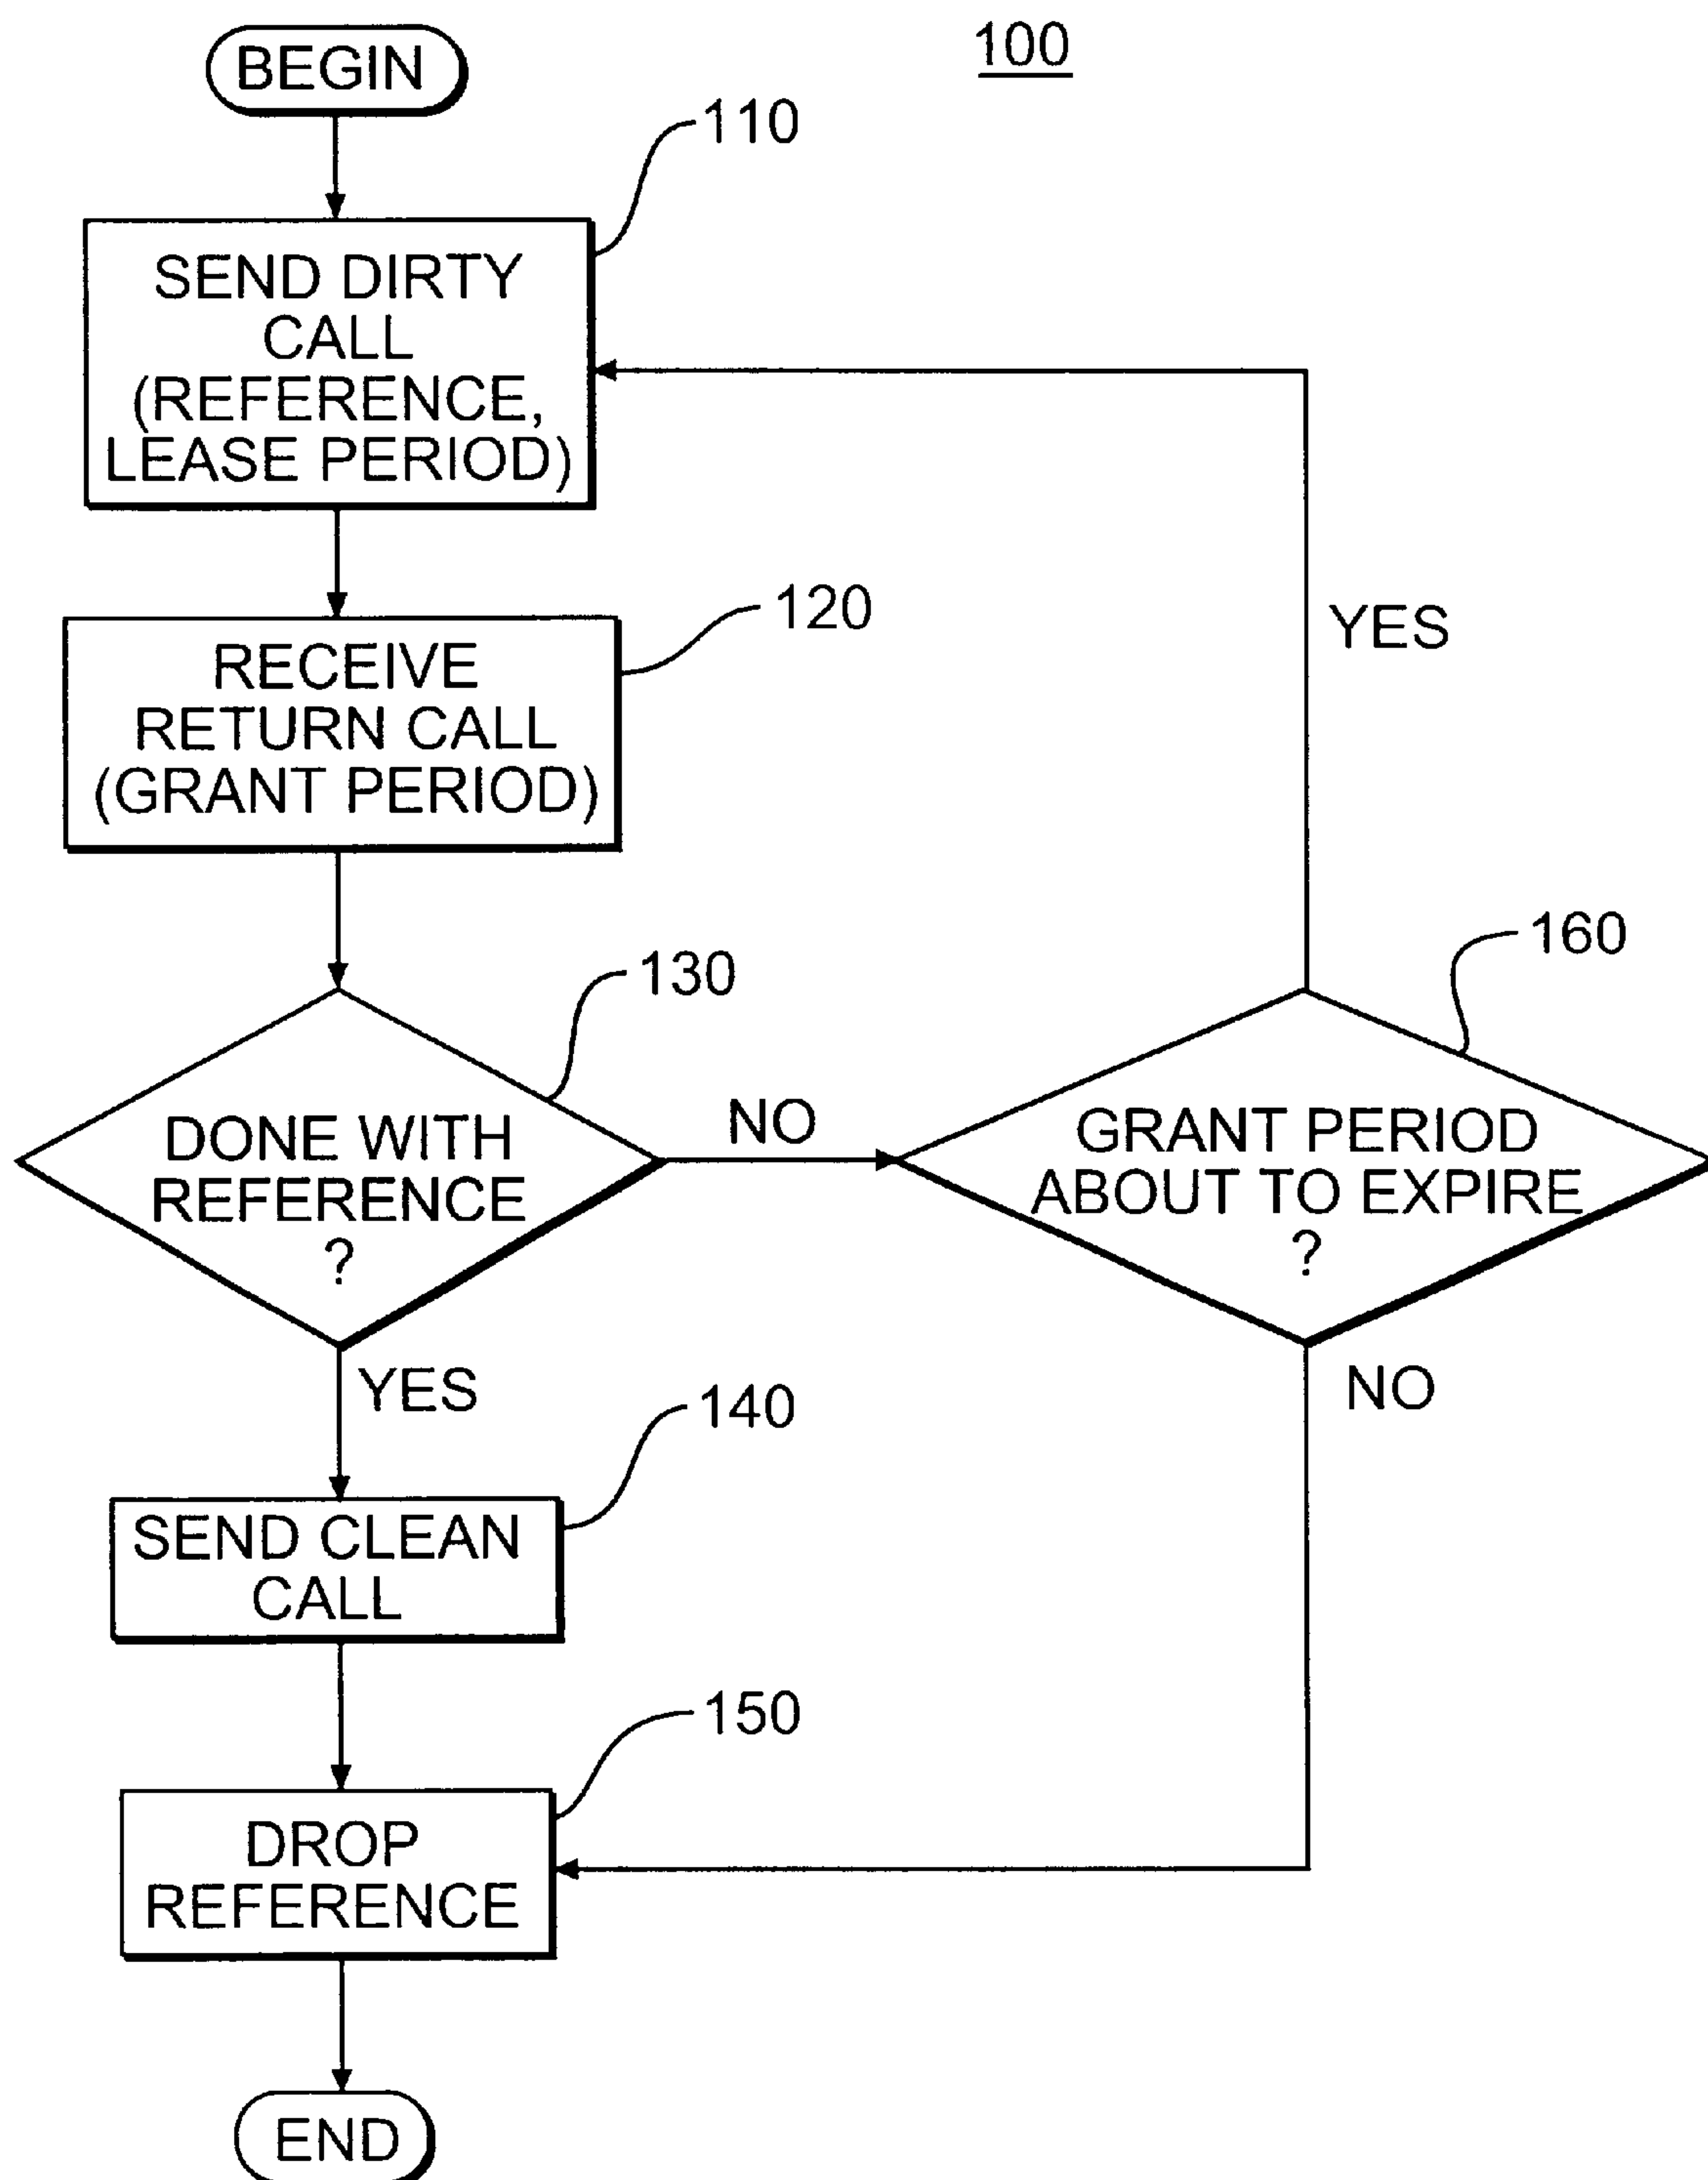 BEGIN
100
110
SEND DIRTY
CALL
(REFERENCE,
LEASE PERIOD)
120
RECEIVE
RETURN CALL
(GRANT PERIOD)
YES
130
160
DONE WITH
REFERENCE
?
NO
GRANT PERIOD
ABOUT TO EXPIRE
?
YES
NO
140
SEND CLEAN
CALL
150
DROP
REFERENCE
END